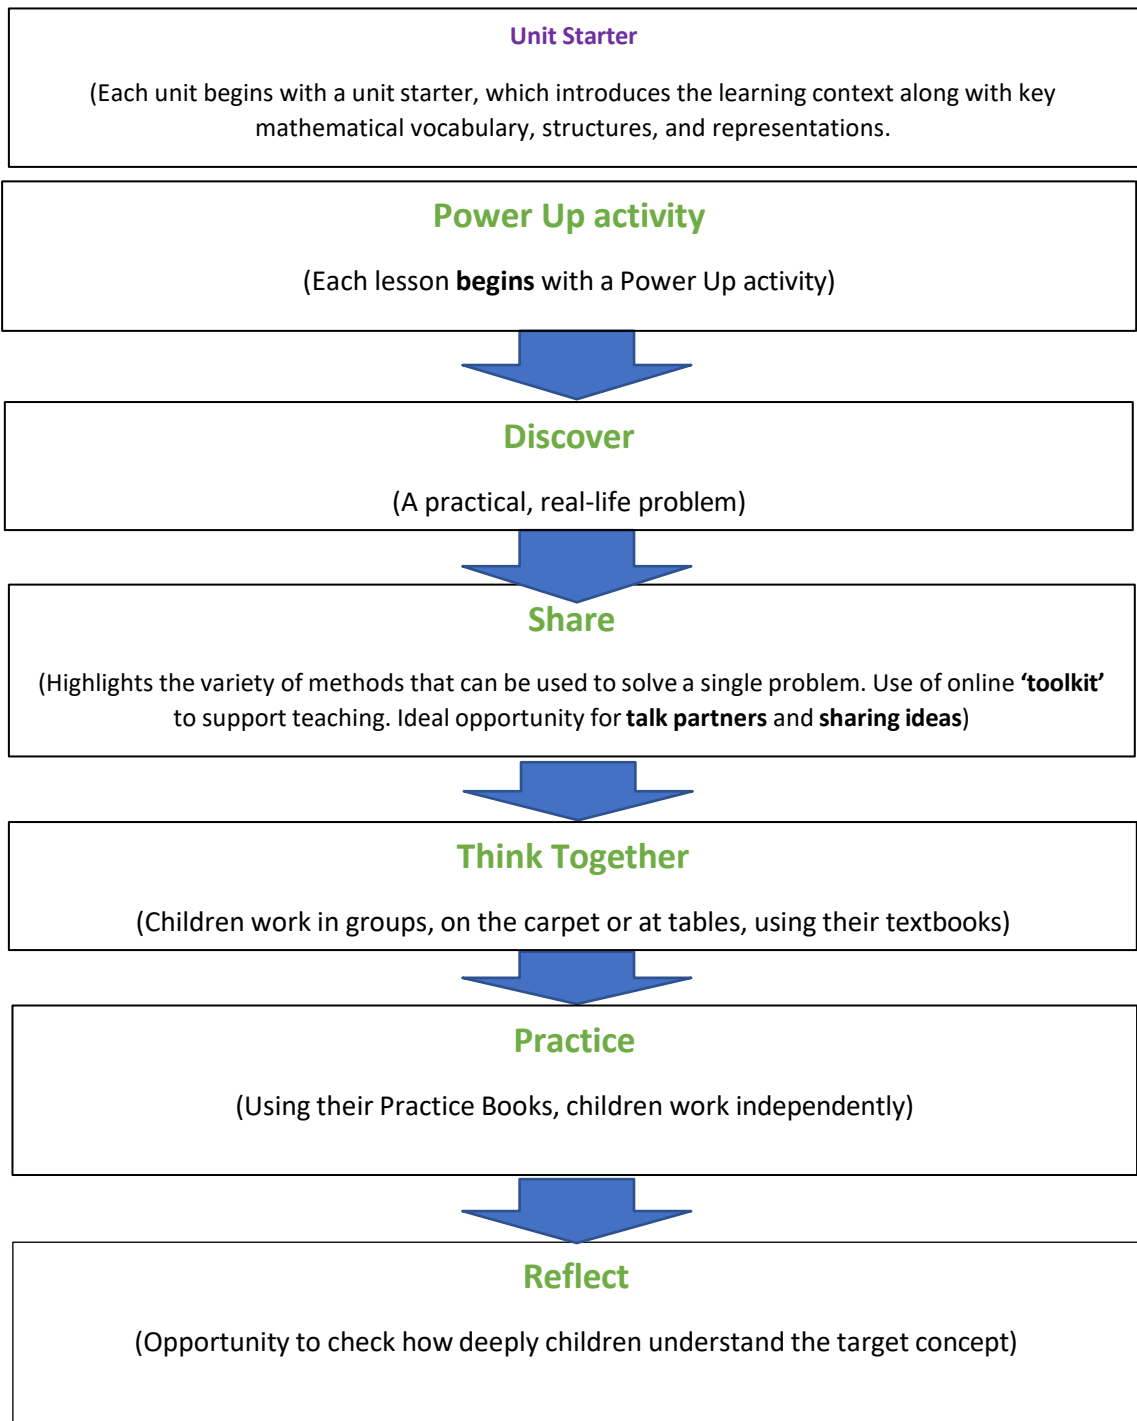 Unit Starter
(Each unit begins with a unit starter, which introduces the learning context along with key
mathematical vocabulary, structures, and representations.
Power Up activity
(Each lesson begins with a Power Up activity)
Discover
(A practical, real-life problem)
Share
(Highlights the variety of methods that can be used to solve a single problem. Use of online ‘toolkit’
to support teaching. Ideal opportunity for talk partners and sharing ideas)
Think Together
(Children work in groups, on the carpet or at tables, using their textbooks)
Practice
(Using their Practice Books, children work independently)
Reflect
(Opportunity to check how deeply children understand the target concept)